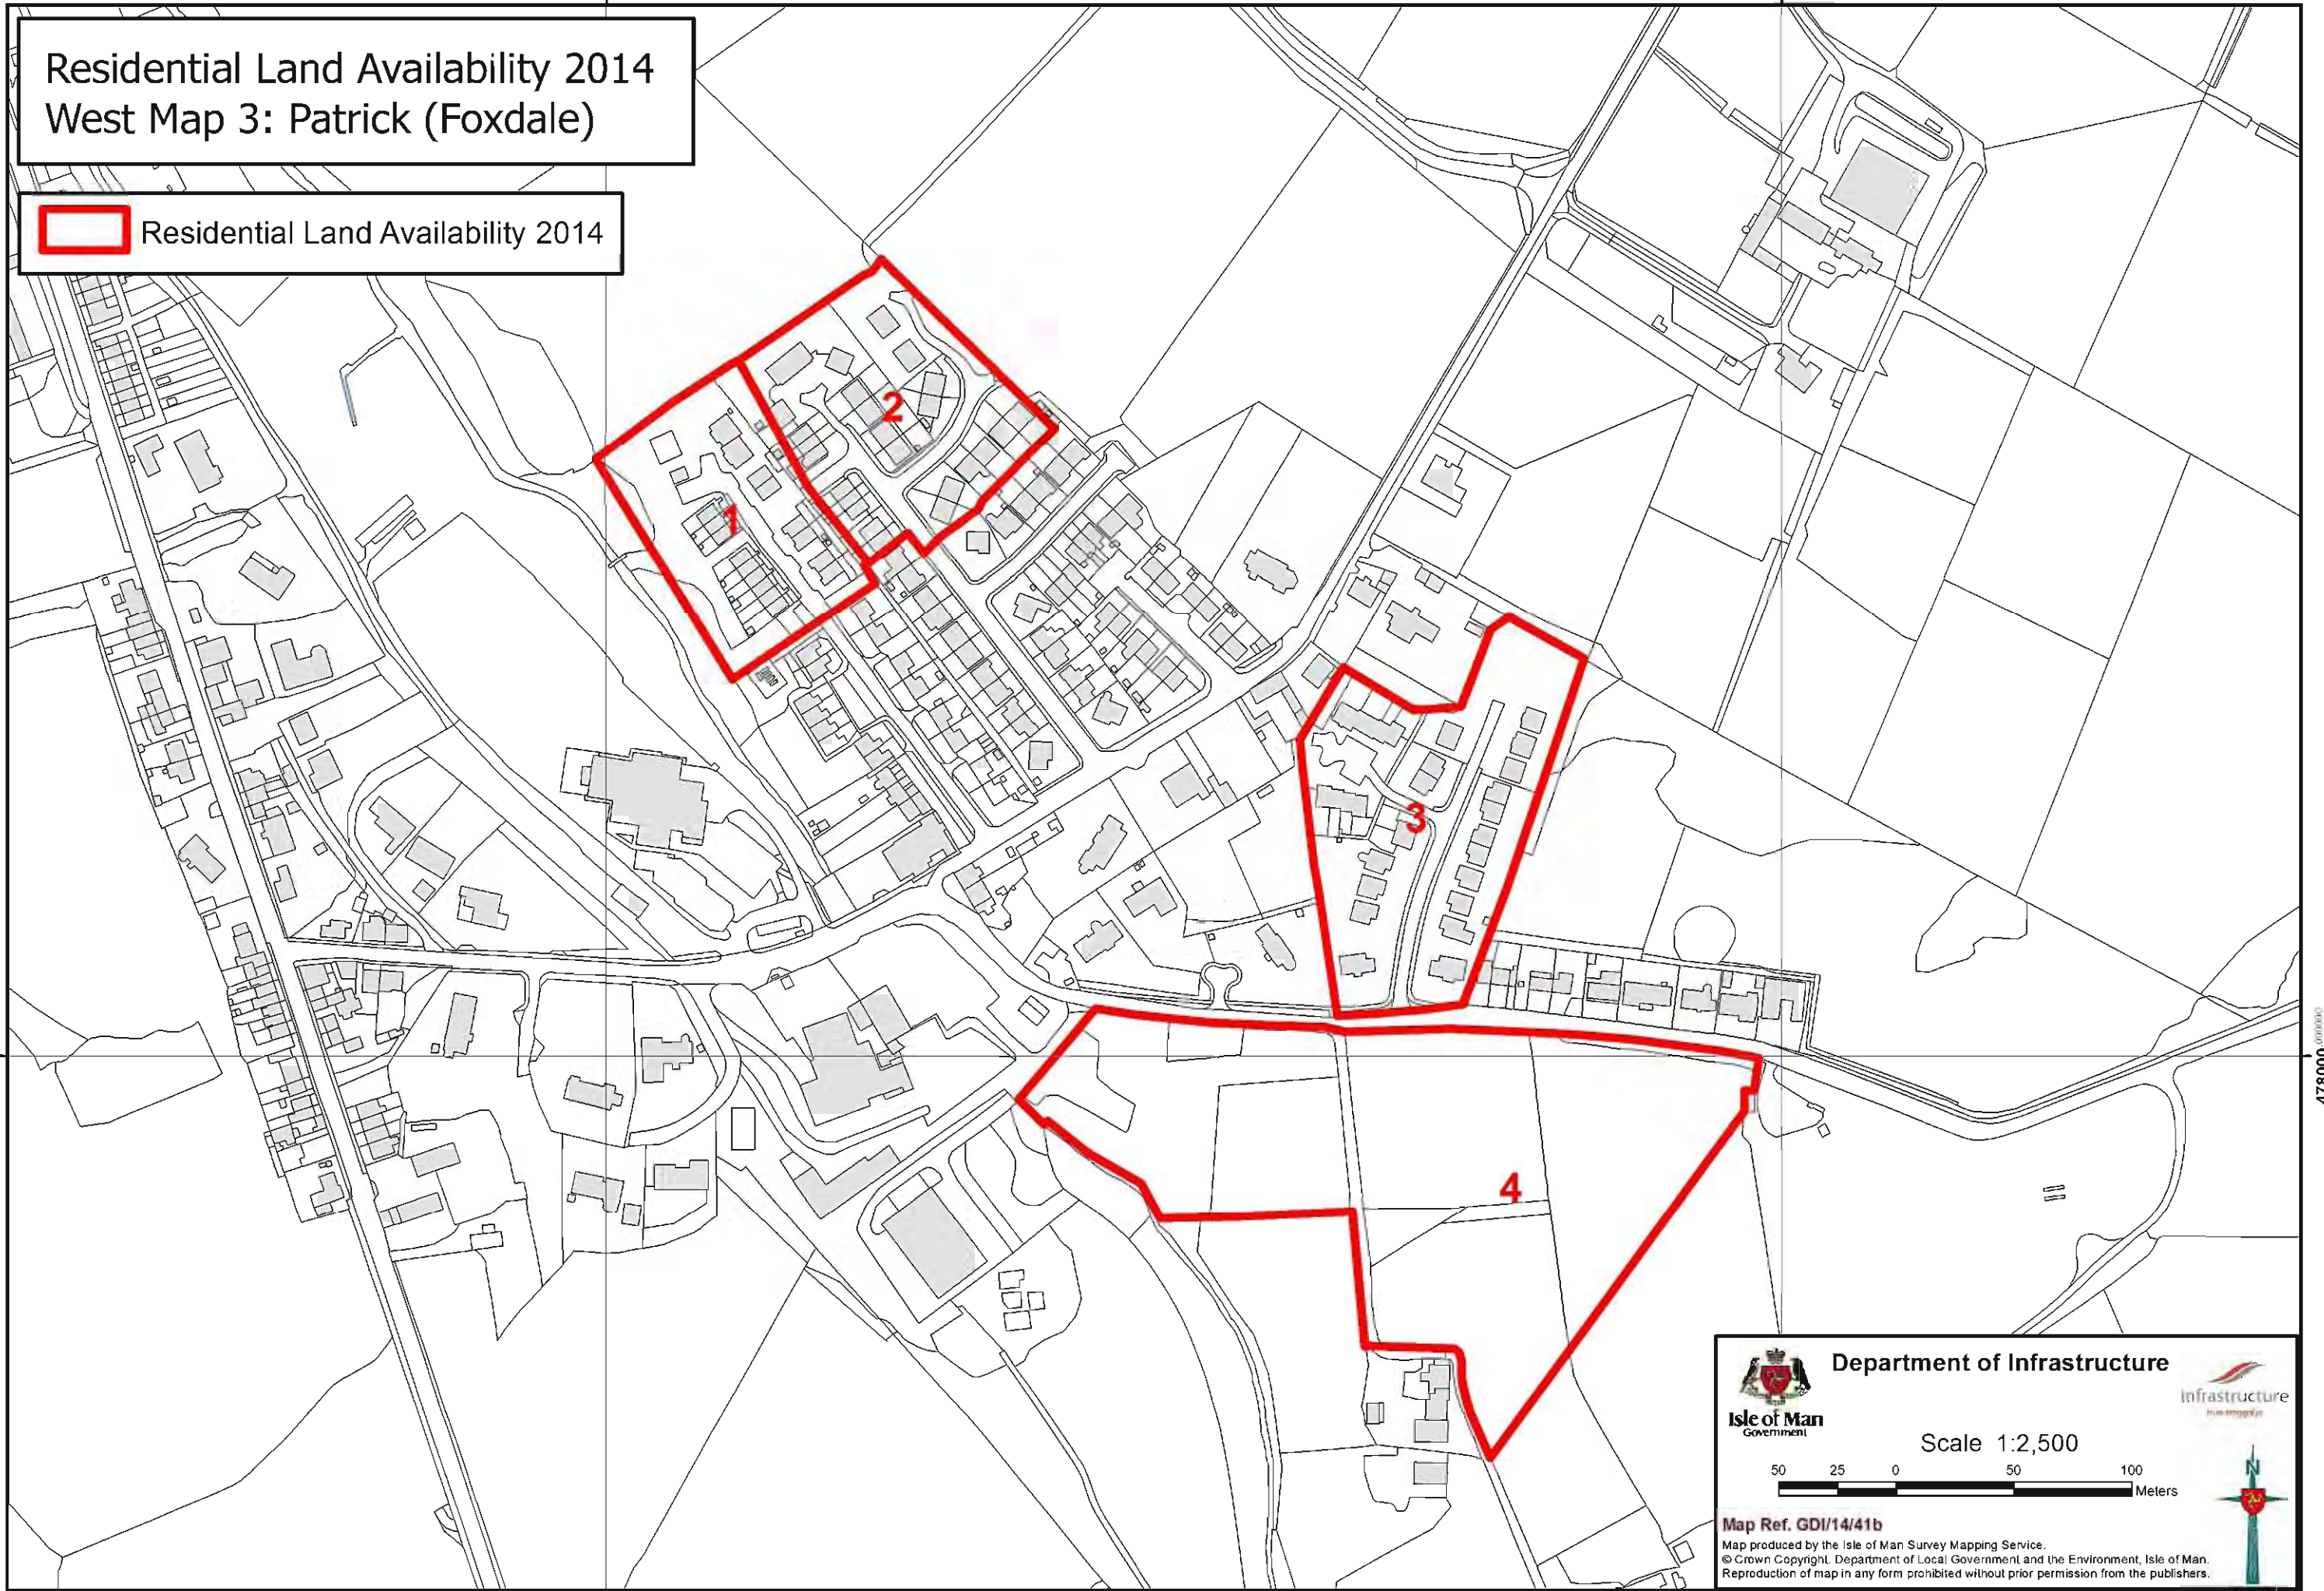 Residential Land Availability 2014
West Map 3: Patrick (Foxdale)
Residential Land Availability 2014
2
1
3
4
478000
.000000
Department of Infrastructure
Isle of Man
Government
infrastructure
Scale 1:2,500
50 25 0 50 100
Meters
N
Map Ref. GDI/14/41b
Map produced by the Isle of Man Survey Mapping Service.
© Crown Copyright. Department of Local Government and the Environment, Isle of Man.
Reproduction of map in any form prohibited without prior permission from the publishers.